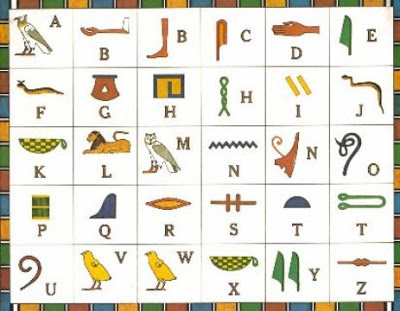 A B B C D E
F G H H I J
K L M N N O
P Q R S T T
U V W X Y Z